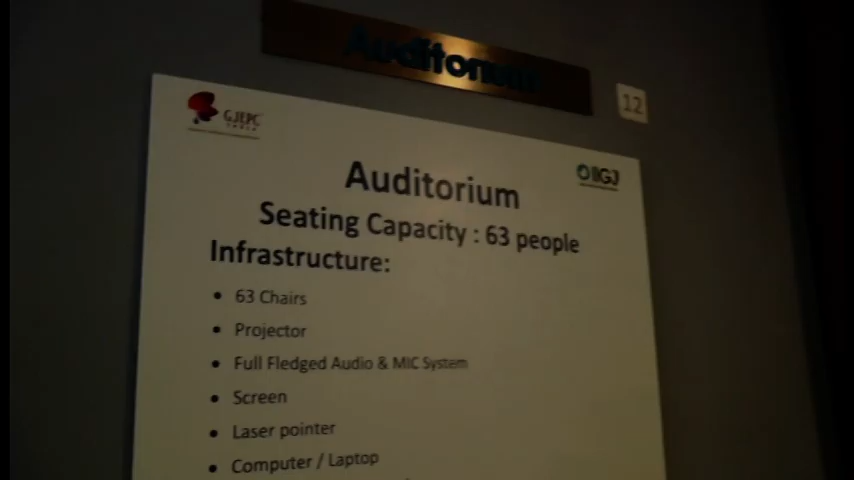 Auditorium
12
GJEPC
INDIA
IIGJ
Auditorium
Seating Capacity : 63 people
Infrastructure:
• 63 Chairs
• Projector
• Full Fledged Audio & MIC System
• Screen
• Laser pointer
• Computer / Laptop